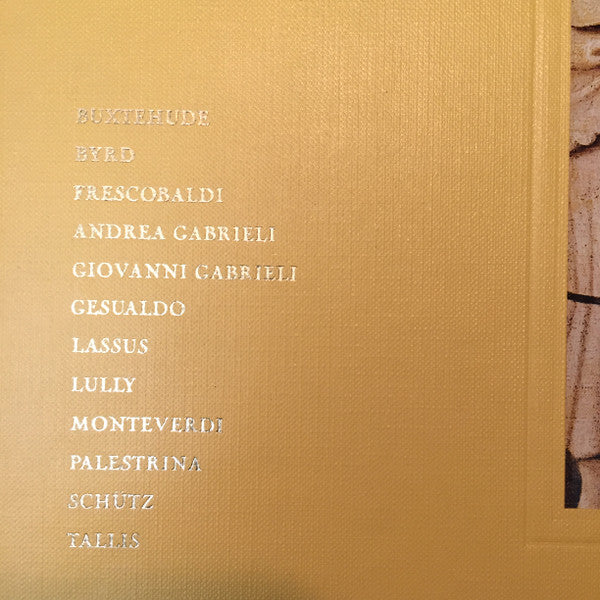 BUXTEHUDE
BYRD
FRESCOBALDI
ANDREA GABRIELI
GIOVANNI GABRIELI
GESUALDO
LASSUS
LULLY
MONTEVERDI
PALESTRINA
SCHÜTZ
TALLIS